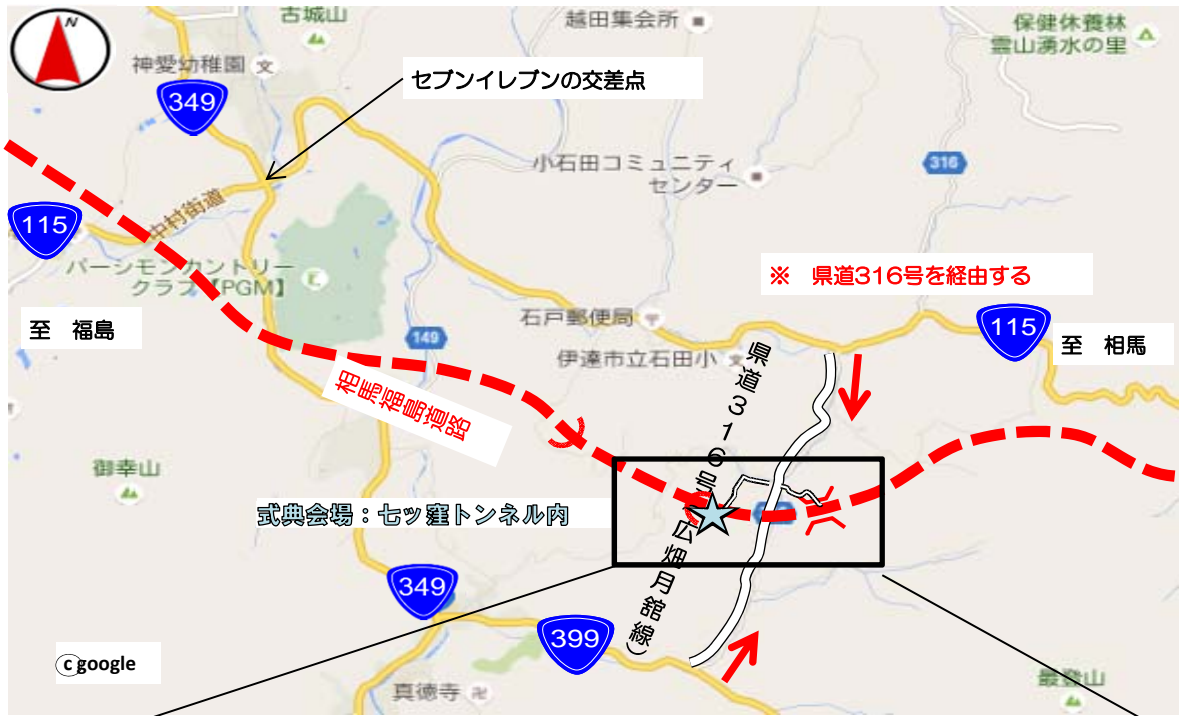 N
古城山
越田集会所
保健休養林
霊山湧水の里
神愛幼稚園
セブンイレブンの交差点
349
316
小石田コミュニティ
センター
中村街道
115
パーシモンカントリー
クラブ【PGM】
※　県道316号を経由する
至　福島
石戸郵便局
149
115
至　相馬
伊達市立石田小
県道316号（広畑月舘線）
相馬福島道路
御幸山
式典会場：七ッ窪トンネル内
349
399
ⓒgoogle
真徳寺
最登山